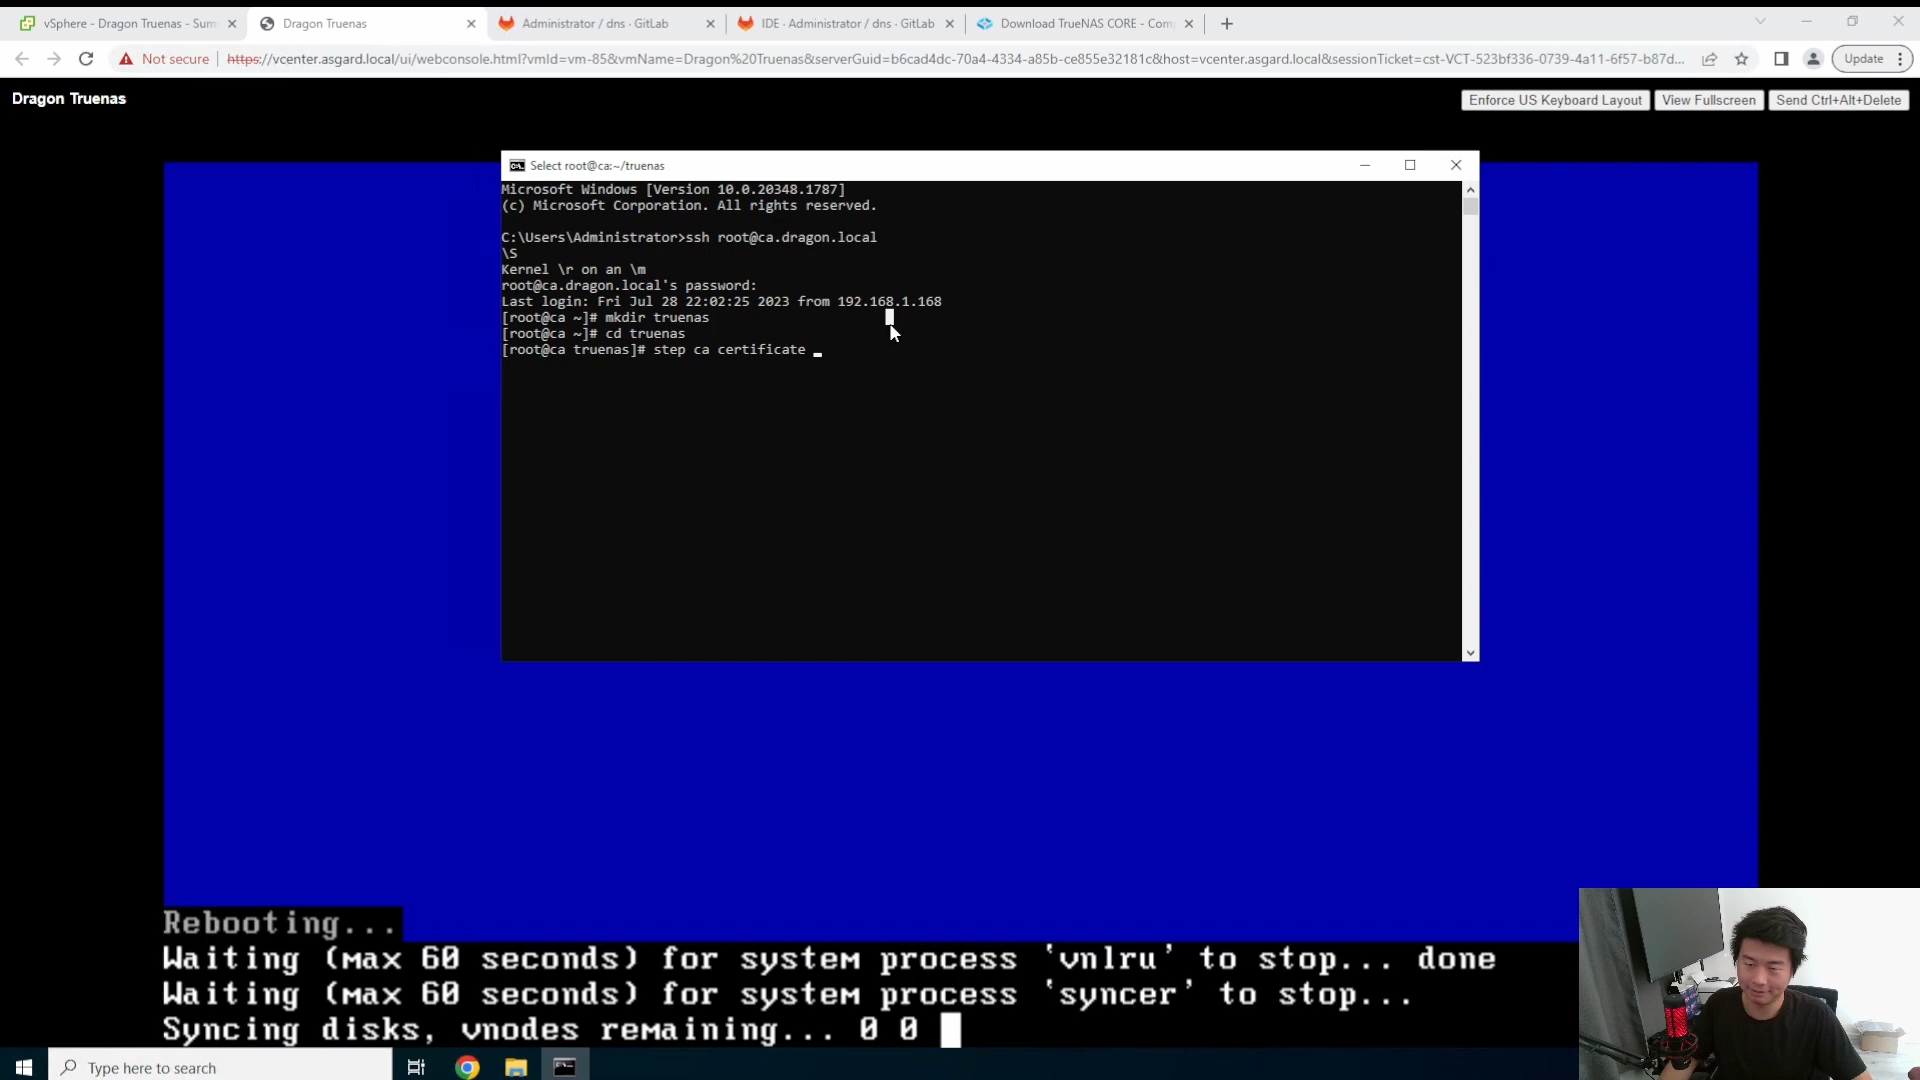 vSphere - Dragon Truenas - Sum
Dragon Truenas
Administrator / dns · GitLab
IDE · Administrator / dns · GitLab
Download TrueNAS CORE - Com
Not secure
https://vcenter.asgard.local/ui/webconsole.html?vmId=vm-85&vmName=Dragon%20Truenas&serverGuid=b6cad4dc-70a4-4334-a85b-ce855e32181c&host=vcenter.asgard.local&sessionTicket=cst-VCT-523bf336-0739-4a11-6f57-b87d...
Update
Dragon Truenas
Enforce US Keyboard Layout
View Fullscreen
Send Ctrl+Alt+Delete
Select root@ca:~/truenas
Microsoft Windows [Version 10.0.20348.1787]
(c) Microsoft Corporation. All rights reserved.
C:\Users\Administrator>ssh root@ca.dragon.local
\S
Kernel \r on an \m
root@ca.dragon.local's password:
Last login: Fri Jul 28 22:02:25 2023 from 192.168.1.168
[root@ca ~]# mkdir truenas
[root@ca ~]# cd truenas
[root@ca truenas]# step ca certificate
Rebooting...
Waiting (max 60 seconds) for system process `vnlru' to stop... done
Waiting (max 60 seconds) for system process `syncer' to stop...
Syncing disks, vnodes remaining... 0 0
Type here to search